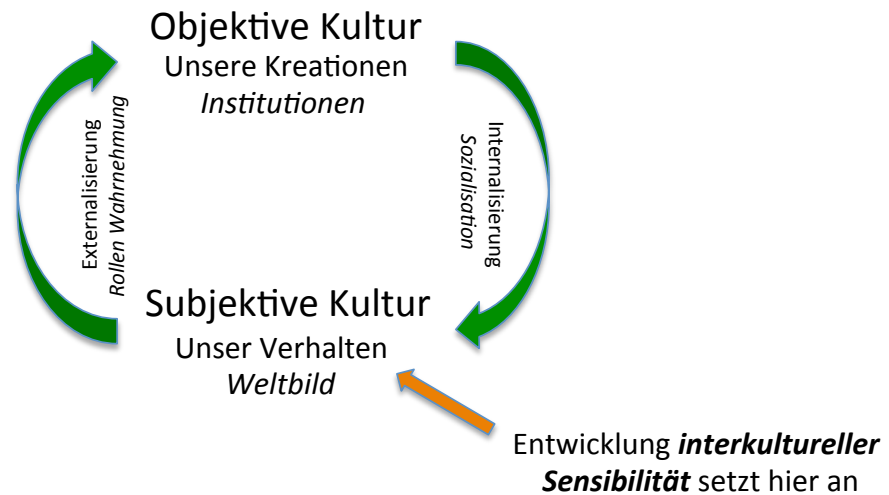 Objektive Kultur
Unsere Kreationen
Institutionen
Externalisierung
Rollen Wahrnehmung
Internalisierung
Sozialisation
Subjektive Kultur
Unser Verhalten
Weltbild
Entwicklung interkultureller
Sensibilität setzt hier an